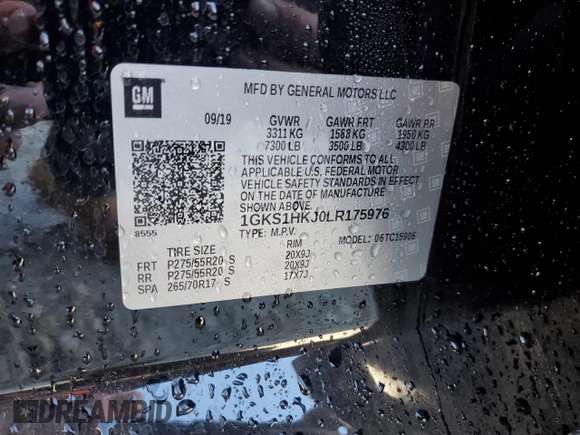 GM
MFD BY GENERAL MOTORS LLC
09/19 GVWR GAWR FRT GAWR RR
3311 KG 1568 KG 1950 KG
7300 LB 3500 LB 4300 LB
THIS VEHICLE CONFORMS TO ALL
APPLICABLE U.S. FEDERAL MOTOR
VEHICLE SAFETY STANDARDS IN EFFECT
ON THE DATE OF MANUFACTURE
SHOWN ABOVE.
1GKS1HKJ0LR175976
8555
TYPE: M.P.V. MODEL: 06TC15906
TIRE SIZE RIM
FRT P275/55R20 S 20X9J
RR P275/55R20 S 20X9J
SPA 265/70R17 S 17X7J
DREAMBID